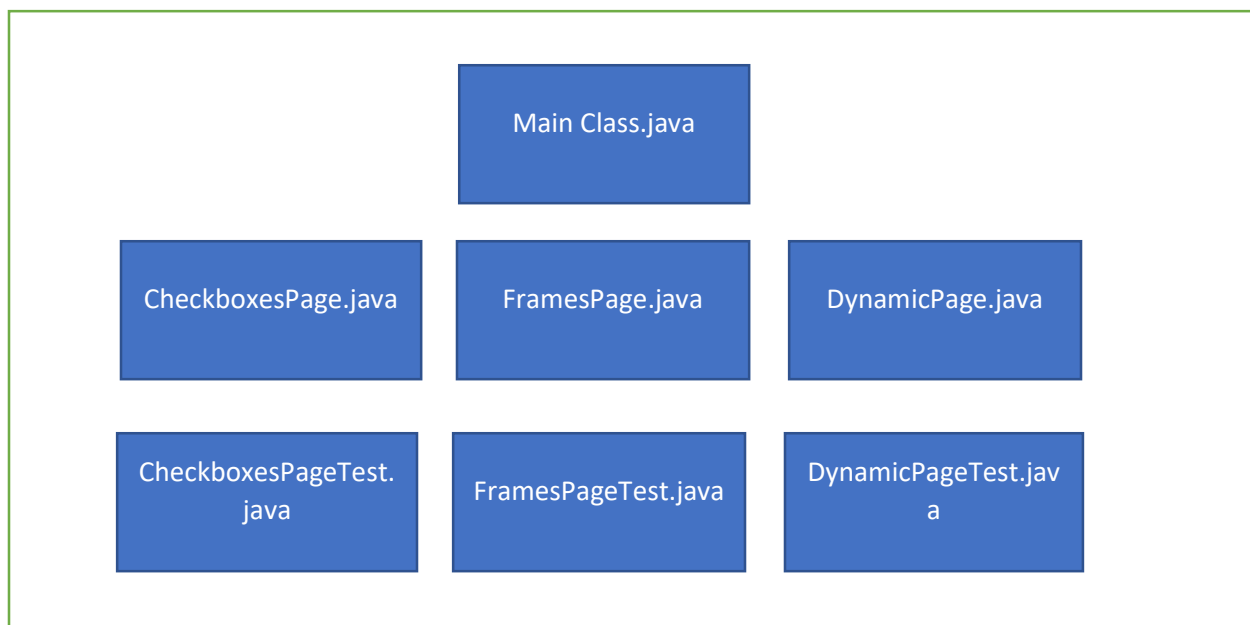 Main Class.java
CheckboxesPage.java
FramesPage.java
DynamicPage.java
CheckboxesPageTest.
java
FramesPageTest.java
DynamicPageTest.jav
a